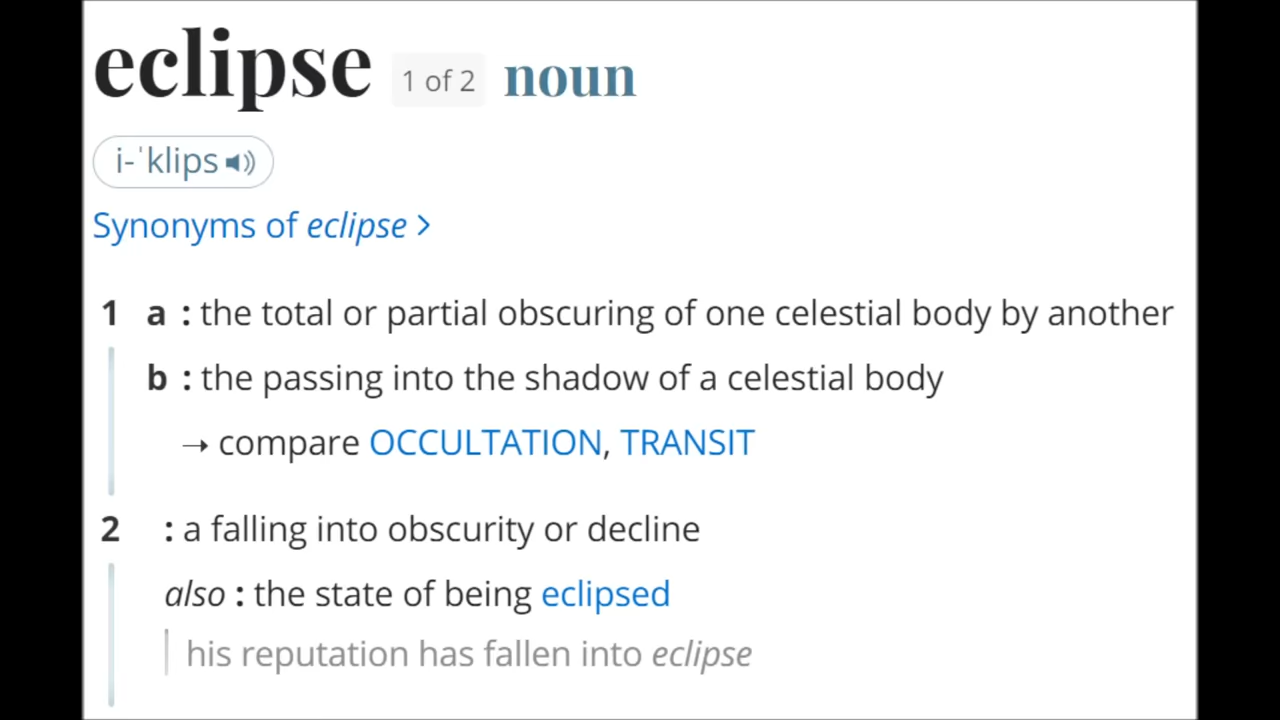 eclipse 1 of 2 noun
i-ˈklips
Synonyms of eclipse >
1 a : the total or partial obscuring of one celestial body by another
b : the passing into the shadow of a celestial body
→ compare OCCULTATION, TRANSIT
2 : a falling into obscurity or decline
also : the state of being eclipsed
his reputation has fallen into eclipse